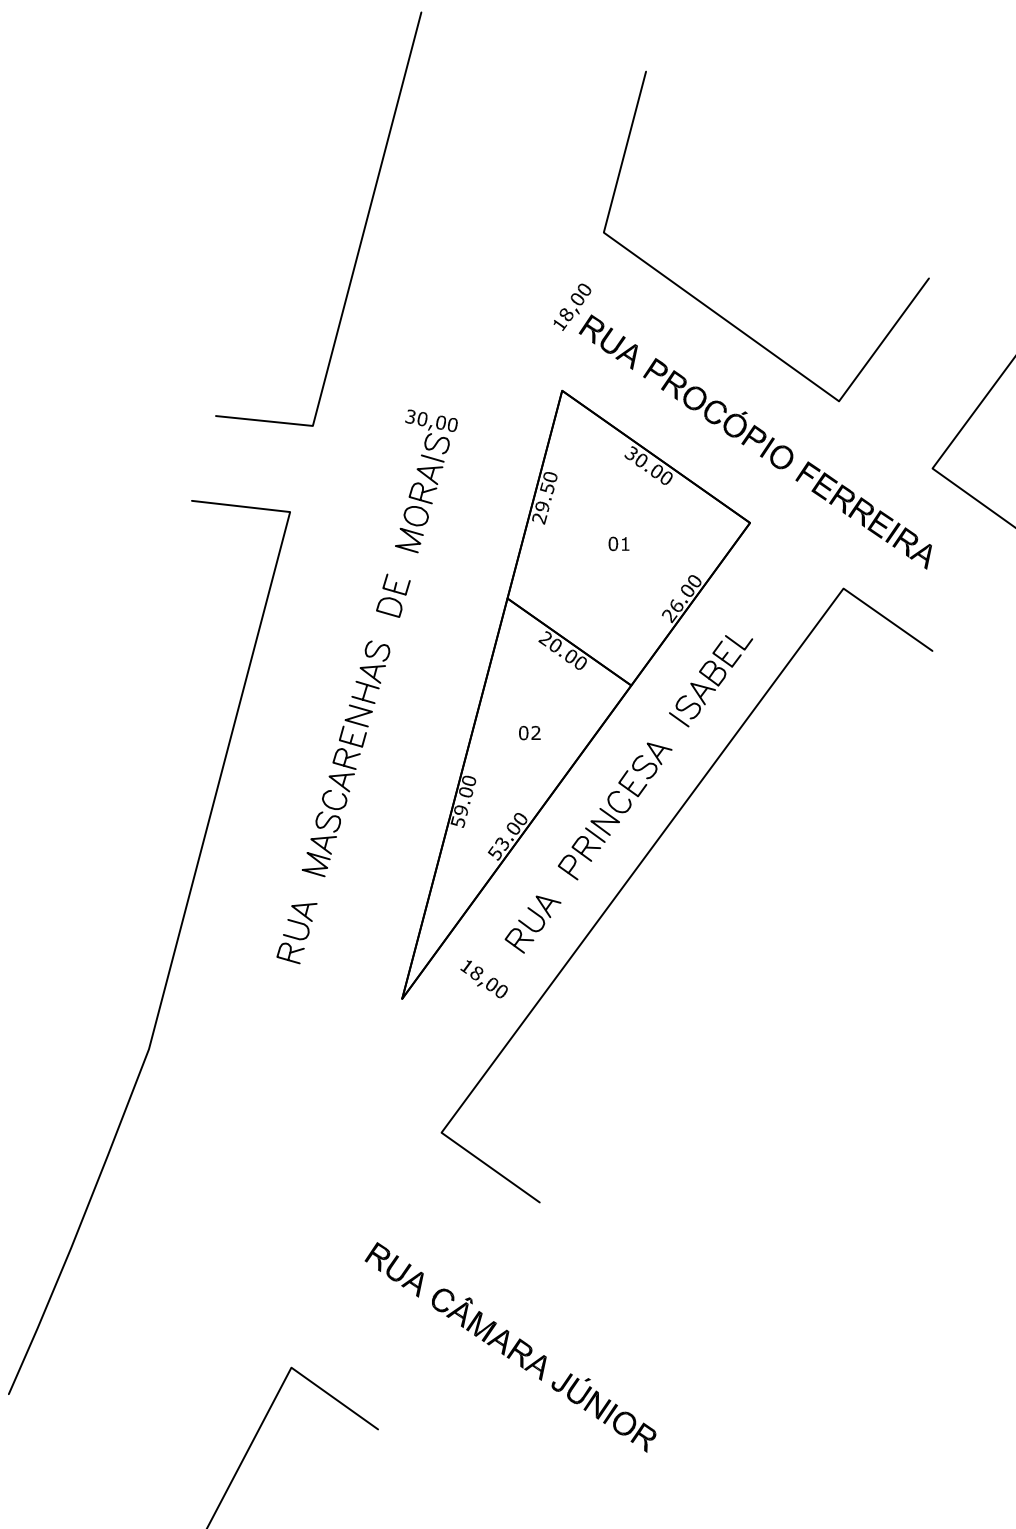 18,00
RUA PROCÓPIO FERREIRA
30,00
RUA MASCARENHAS DE MORAIS
30.00
29.50
01
26.00
20.00
02
59.00
53.00
RUA PRINCESA ISABEL
18,00
RUA CÂMARA JÚNIOR